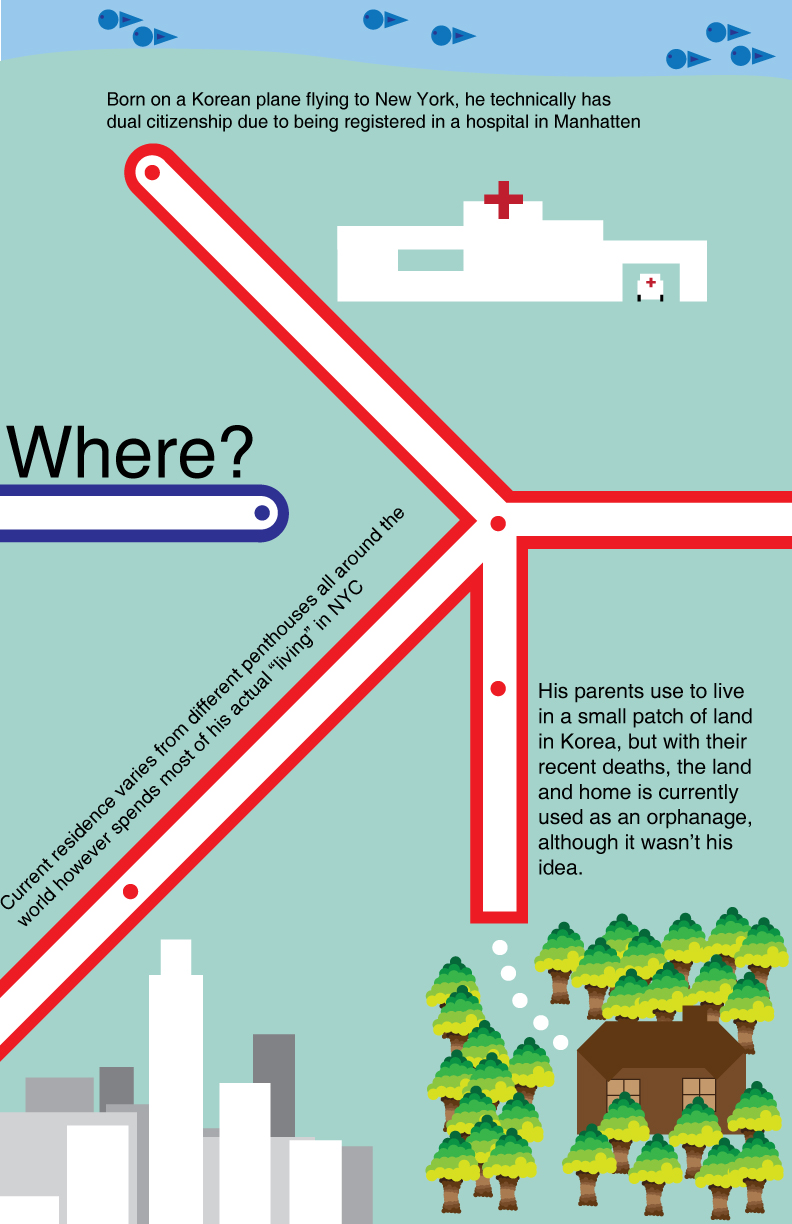 Born on a Korean plane flying to New York, he technically has
dual citizenship due to being registered in a hospital in Manhatten
Where?
Current residence varies from different penthouses all around the
world however spends most of his actual “living” in NYC
His parents use to live
in a small patch of land
in Korea, but with their
recent deaths, the land
and home is currently
used as an orphanage,
although it wasn’t his
idea.